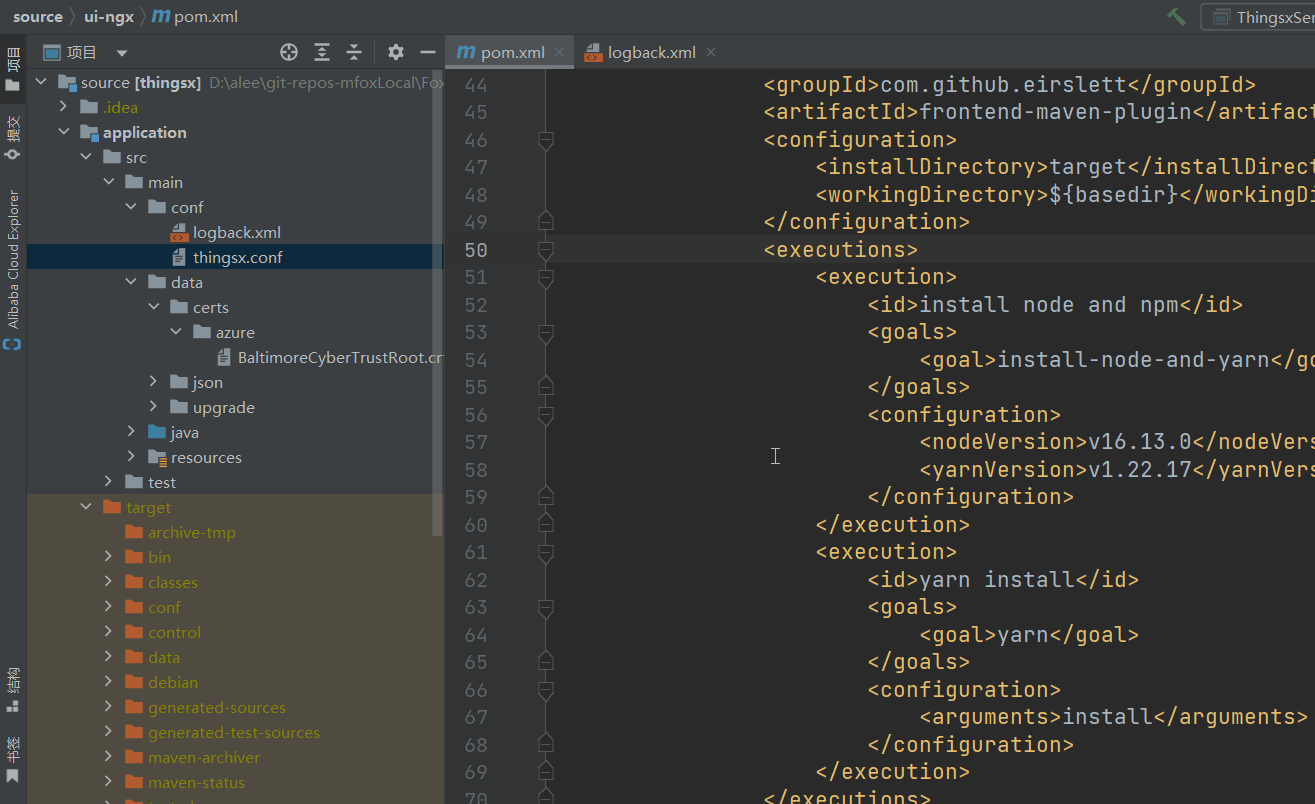 source
ui-ngx
pom.xml
ThingsxSer
项目
提交
Alibaba Cloud Explorer
结构
书签
项目
source [thingsx] D:\alee\git-repos-mfoxLocal\Fox
.idea
application
src
main
conf
logback.xml
thingsx.conf
data
certs
azure
BaltimoreCyberTrustRoot.cr
json
upgrade
java
resources
test
target
archive-tmp
bin
classes
conf
control
data
debian
generated-sources
generated-test-sources
maven-archiver
maven-status
pom.xml
logback.xml
44 <groupId>com.github.eirslett</groupId>
45 <artifactId>frontend-maven-plugin</artifact
46 <configuration>
47 <installDirectory>target</installDirect
48 <workingDirectory>${basedir}</workingDi
49 </configuration>
50 <executions>
51 <execution>
52 <id>install node and npm</id>
53 <goals>
54 <goal>install-node-and-yarn</go
55 </goals>
56 <configuration>
57 <nodeVersion>v16.13.0</nodeVers
58 <yarnVersion>v1.22.17</yarnVers
59 </configuration>
60 </execution>
61 <execution>
62 <id>yarn install</id>
63 <goals>
64 <goal>yarn</goal>
65 </goals>
66 <configuration>
67 <arguments>install</arguments>
68 </configuration>
69 </execution>
70 </executions>